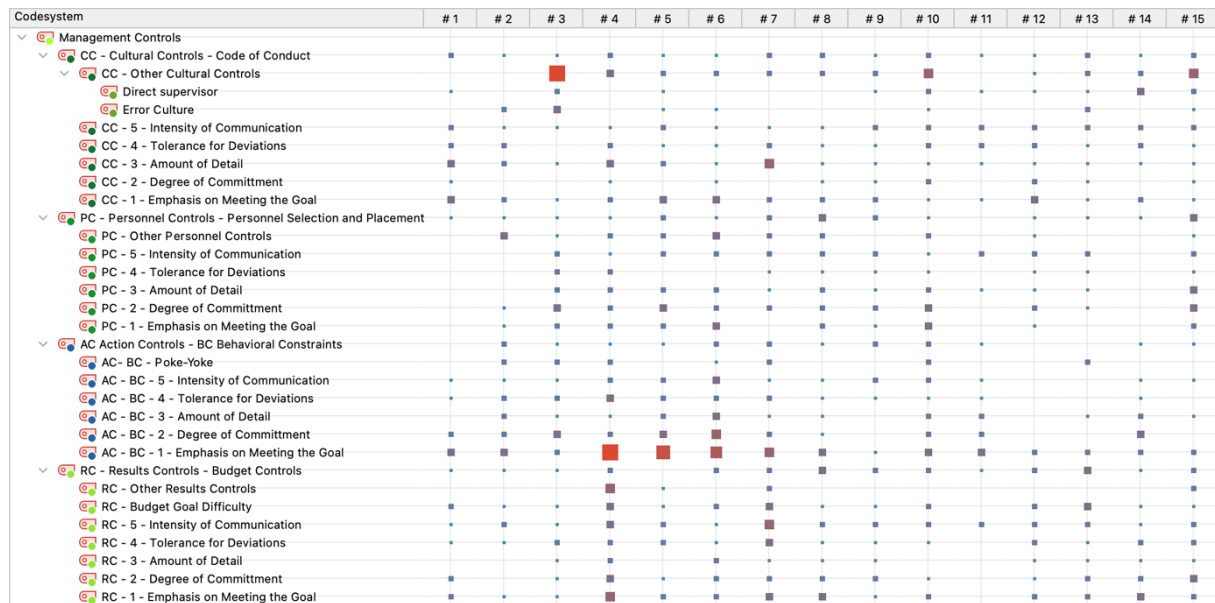 Codesystem # 1 # 2 # 3 # 4 # 5 # 6 # 7 # 8 # 9 # 10 # 11 # 12 # 13 # 14 # 15
Management Controls
CC - Cultural Controls - Code of Conduct
CC - Other Cultural Controls
Direct supervisor
Error Culture
CC - 5 - Intensity of Communication
CC - 4 - Tolerance for Deviations
CC - 3 - Amount of Detail
CC - 2 - Degree of Committment
CC - 1 - Emphasis on Meeting the Goal
PC - Personnel Controls - Personnel Selection and Placement
PC - Other Personnel Controls
PC - 5 - Intensity of Communication
PC - 4 - Tolerance for Deviations
PC - 3 - Amount of Detail
PC - 2 - Degree of Committment
PC - 1 - Emphasis on Meeting the Goal
AC Action Controls - BC Behavioral Constraints
AC- BC - Poke-Yoke
AC - BC - 5 - Intensity of Communication
AC - BC - 4 - Tolerance for Deviations
AC - BC - 3 - Amount of Detail
AC - BC - 2 - Degree of Committment
AC - BC - 1 - Emphasis on Meeting the Goal
RC - Results Controls - Budget Controls
RC - Other Results Controls
RC - Budget Goal Difficulty
RC - 5 - Intensity of Communication
RC - 4 - Tolerance for Deviations
RC - 3 - Amount of Detail
RC - 2 - Degree of Committment
RC - 1 - Emphasis on Meeting the Goal